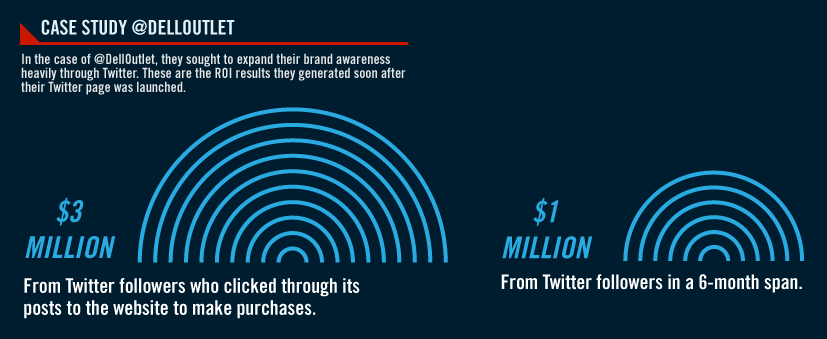 CASE STUDY @DELLOUTLET
In the case of @DellOutlet, they sought to expand their brand awareness
heavily through Twitter. These are the ROI results they generated soon after
their Twitter page was launched.
$3
MILLION
From Twitter followers who clicked through its
posts to the website to make purchases.
$1
MILLION
From Twitter followers in a 6-month span.